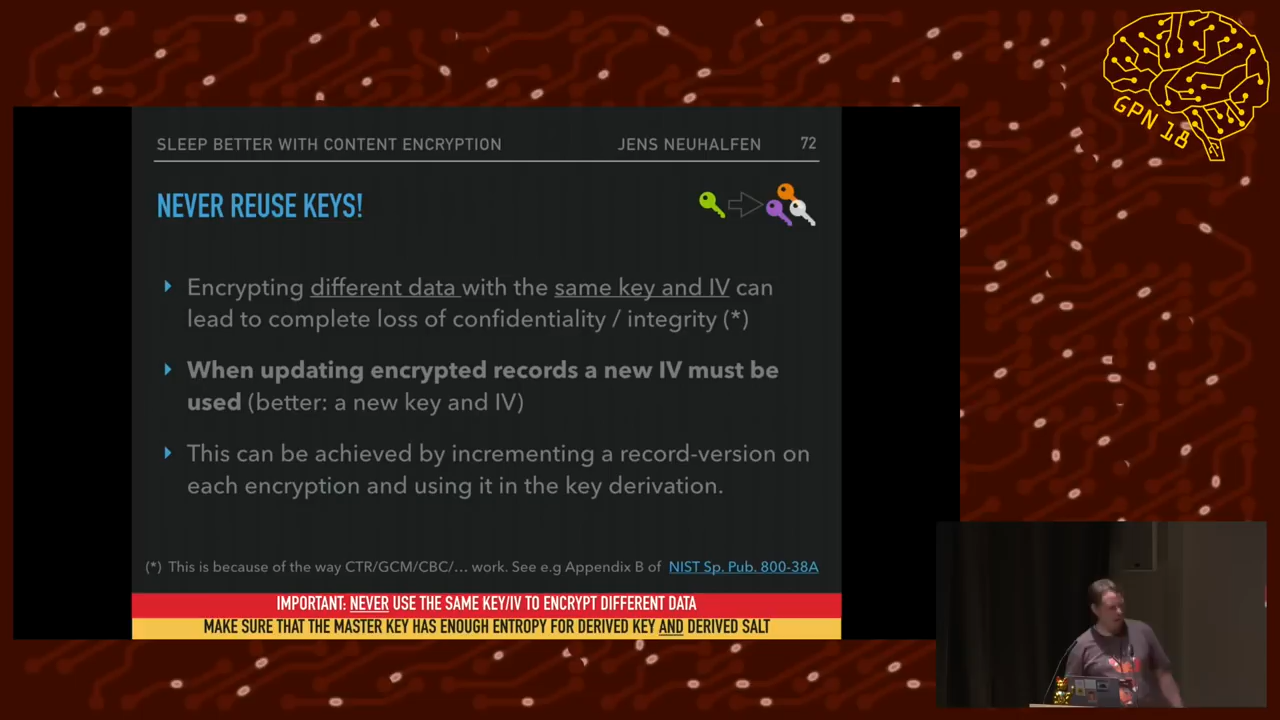 GPN 18
SLEEP BETTER WITH CONTENT ENCRYPTION JENS NEUHALFEN 72
NEVER REUSE KEYS!
Encrypting different data with the same key and IV can
lead to complete loss of confidentiality / integrity (*)
When updating encrypted records a new IV must be
used (better: a new key and IV)
This can be achieved by incrementing a record-version on
each encryption and using it in the key derivation.
(*) This is because of the way CTR/GCM/CBC/... work. See e.g Appendix B of NIST Sp. Pub. 800-38A
IMPORTANT: NEVER USE THE SAME KEY/IV TO ENCRYPT DIFFERENT DATA
MAKE SURE THAT THE MASTER KEY HAS ENOUGH ENTROPY FOR DERIVED KEY AND DERIVED SALT